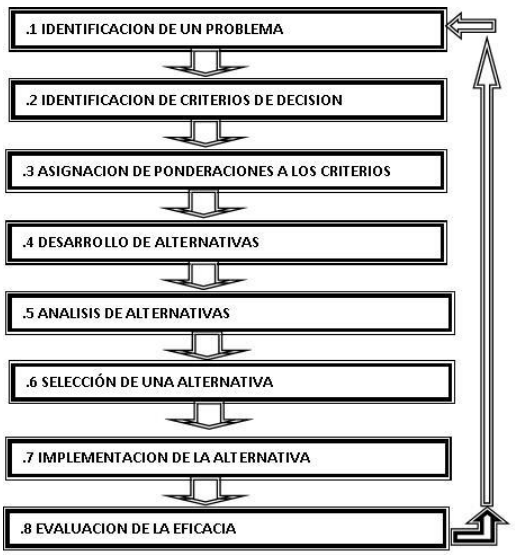 .1 IDENTIFICACION DE UN PROBLEMA
.2 IDENTIFICACION DE CRITERIOS DE DECISION
.3 ASIGNACION DE PONDERACIONES A LOS CRITERIOS
.4 DESARROLLO DE ALTERNATIVAS
.5 ANALISIS DE ALTERNATIVAS
.6 SELECCIÓN DE UNA ALTERNATIVA
.7 IMPLEMENTACION DE LA ALTERNATIVA
.8 EVALUACION DE LA EFICACIA